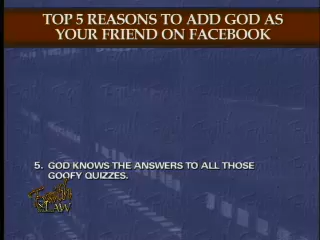 TOP 5 REASONS TO ADD GOD AS
YOUR FRIEND ON FACEBOOK
5. GOD KNOWS THE ANSWERS TO ALL THOSE
GOOFY QUIZZES.
LAW